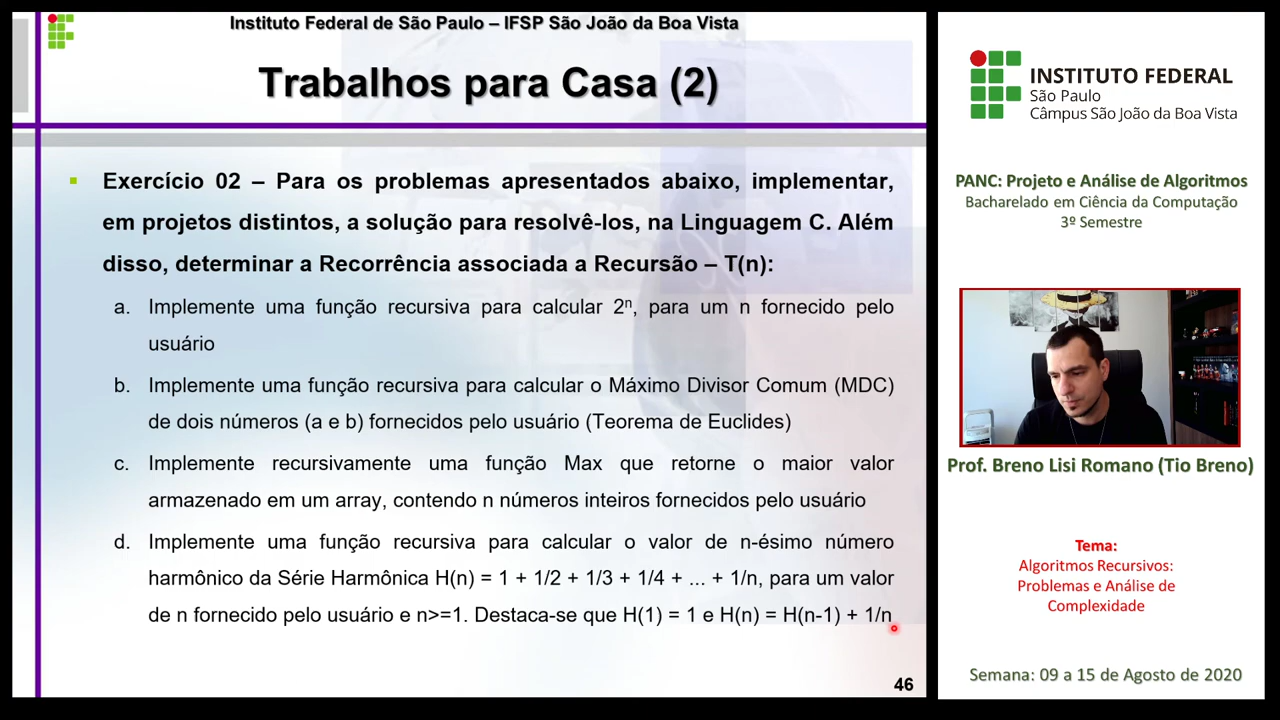 Instituto Federal de São Paulo – IFSP São João da Boa Vista
Trabalhos para Casa (2)
Exercício 02 – Para os problemas apresentados abaixo, implementar,
em projetos distintos, a solução para resolvê-los, na Linguagem C. Além
disso, determinar a Recorrência associada a Recursão – T(n):
a. Implemente uma função recursiva para calcular 2ⁿ, para um n fornecido pelo
usuário
b. Implemente uma função recursiva para calcular o Máximo Divisor Comum (MDC)
de dois números (a e b) fornecidos pelo usuário (Teorema de Euclides)
c. Implemente recursivamente uma função Max que retorne o maior valor
armazenado em um array, contendo n números inteiros fornecidos pelo usuário
d. Implemente uma função recursiva para calcular o valor de n-ésimo número
harmônico da Série Harmônica H(n) = 1 + 1/2 + 1/3 + 1/4 + ... + 1/n, para um valor
de n fornecido pelo usuário e n>=1. Destaca-se que H(1) = 1 e H(n) = H(n-1) + 1/n
46
INSTITUTO FEDERAL
São Paulo
Câmpus São João da Boa Vista
PANC: Projeto e Análise de Algoritmos
Bacharelado em Ciência da Computação
3º Semestre
Prof. Breno Lisi Romano (Tio Breno)
Tema:
Algoritmos Recursivos:
Problemas e Análise de
Complexidade
Semana: 09 a 15 de Agosto de 2020